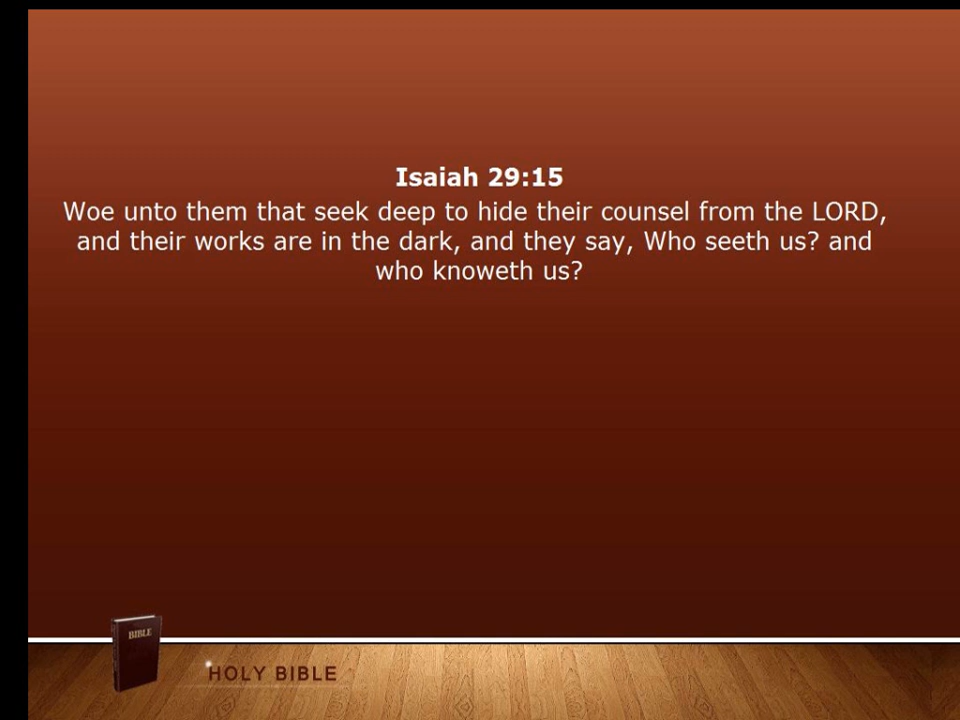 Isaiah 29:15
Woe unto them that seek deep to hide their counsel from the LORD,
and their works are in the dark, and they say, Who seeth us? and
who knoweth us?
BIBLE
HOLY BIBLE